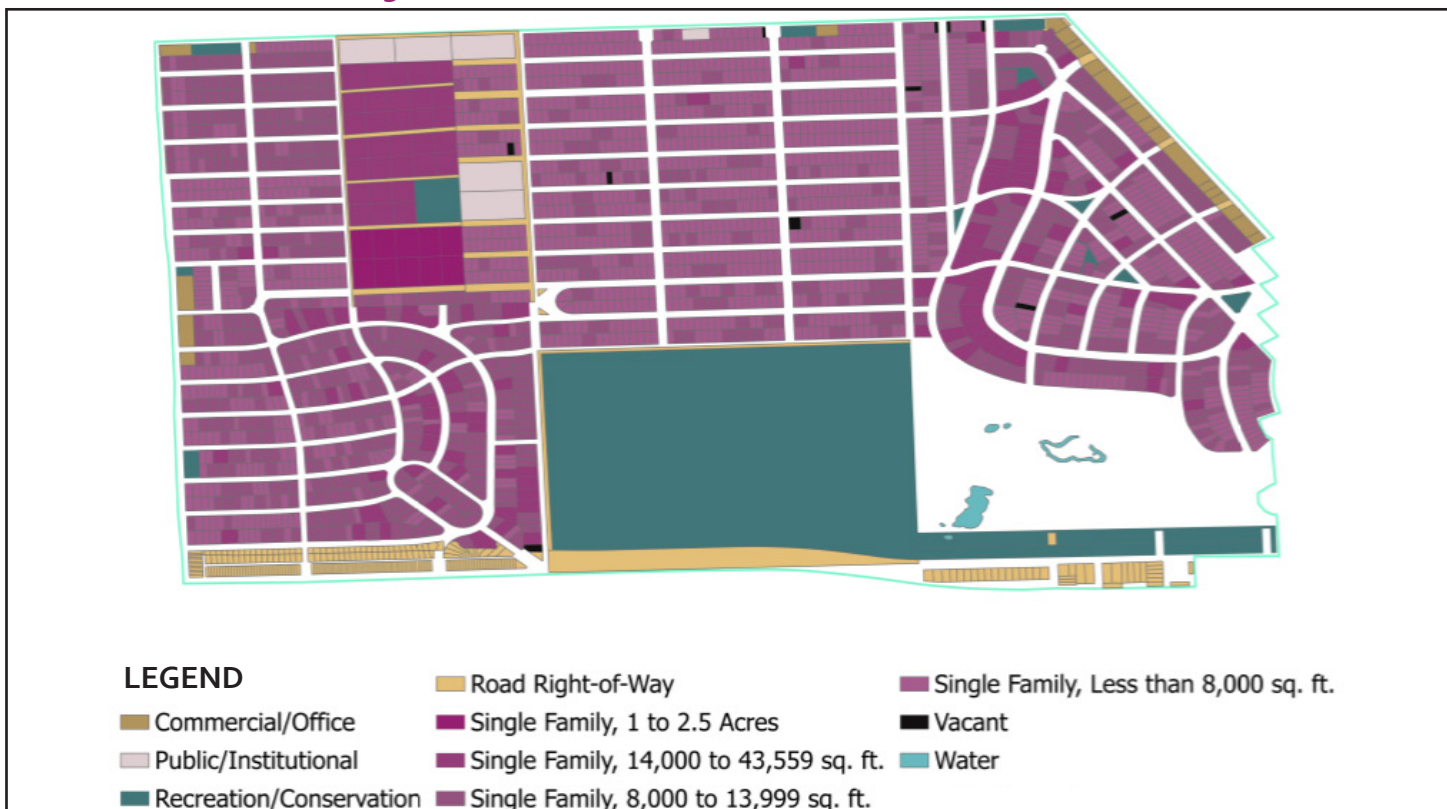 LEGEND
Commercial/Office
Public/Institutional
Recreation/Conservation
Road Right-of-Way
Single Family, 1 to 2.5 Acres
Single Family, 14,000 to 43,559 sq. ft.
Single Family, 8,000 to 13,999 sq. ft.
Single Family, Less than 8,000 sq. ft.
Vacant
Water